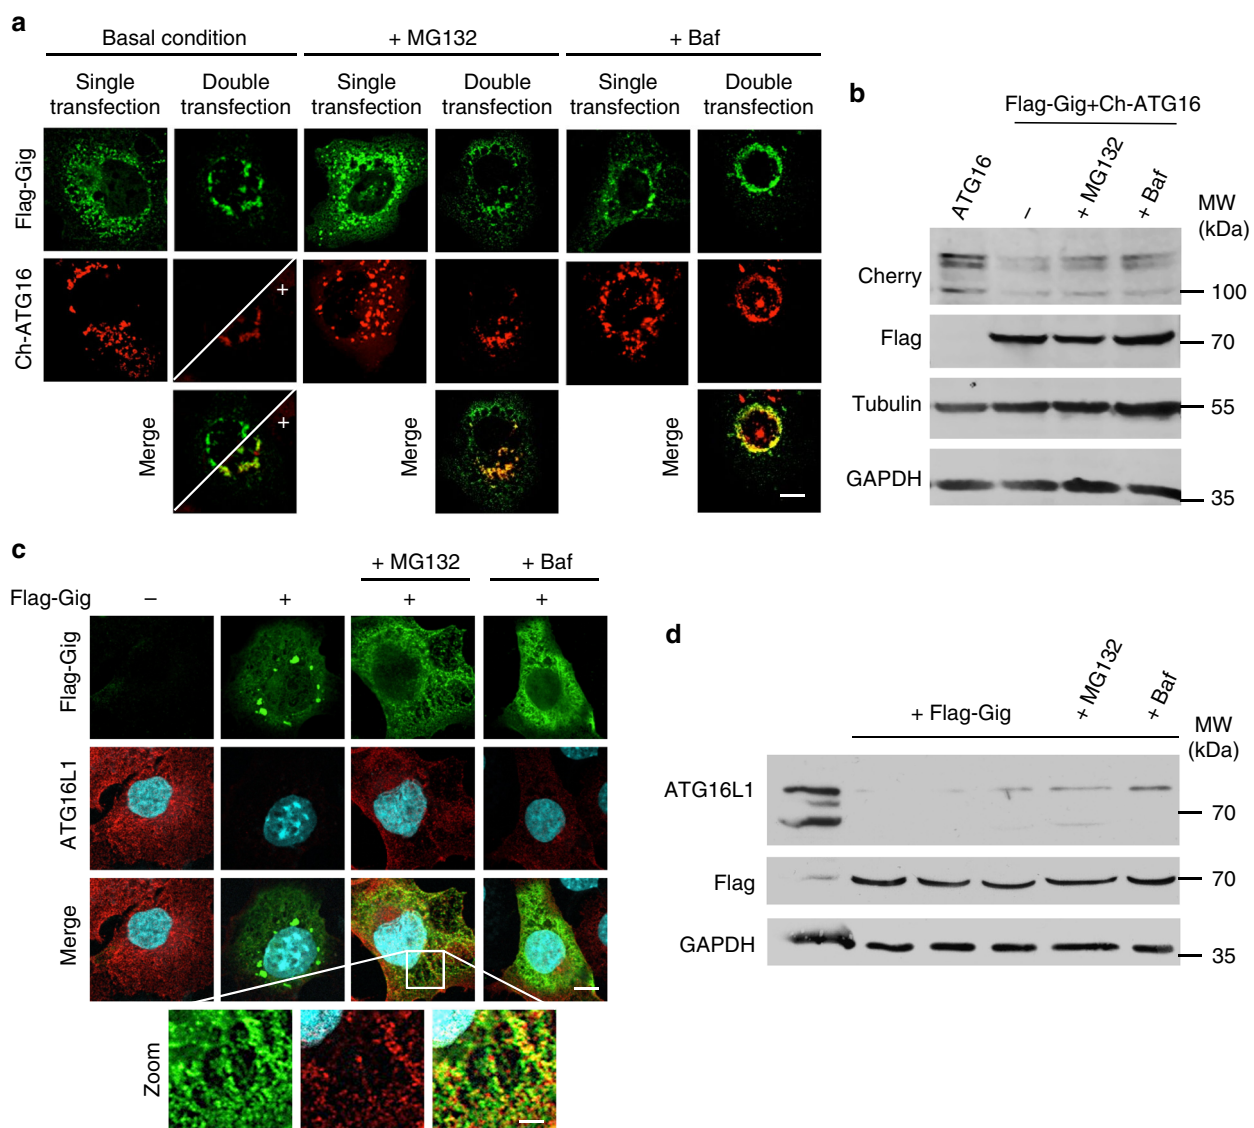 a
Basal condition
+ MG132
+ Baf
Single transfection
Double transfection
Single transfection
Double transfection
Single transfection
Double transfection
Flag-Gig
Ch-ATG16
+
Merge
+
Merge
Merge
b
Flag-Gig+Ch-ATG16
ATG16
–
+ MG132
+ Baf
MW
(kDa)
Cherry
100
Flag
70
Tubulin
55
GAPDH
35
c
+ MG132
+ Baf
Flag-Gig
–
+
+
+
Flag-Gig
ATG16L1
Merge
Zoom
d
+ Flag-Gig
+ MG132
+ Baf
MW
(kDa)
ATG16L1
70
Flag
70
GAPDH
35